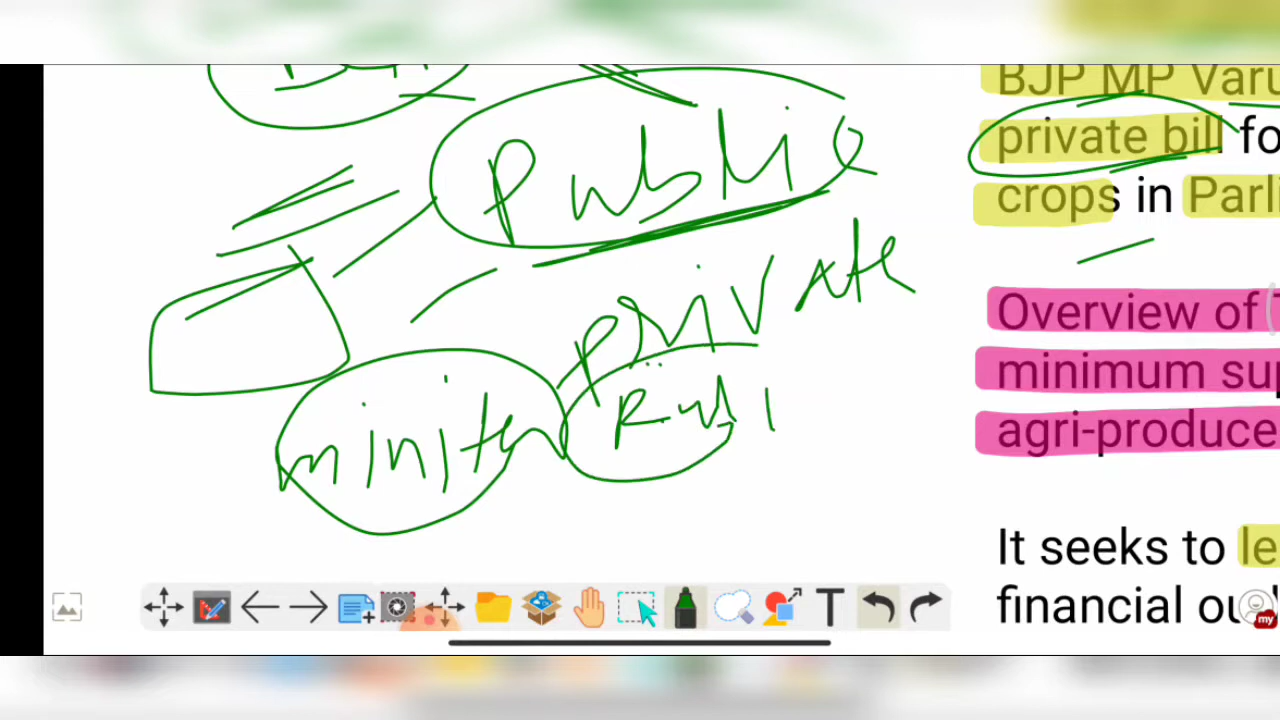 Public
private
minister
BJP MP Varu
private bill fo
crops in Parli
Overview of
minimum sup
agri-produce
It seeks to le
financial ou
T
my